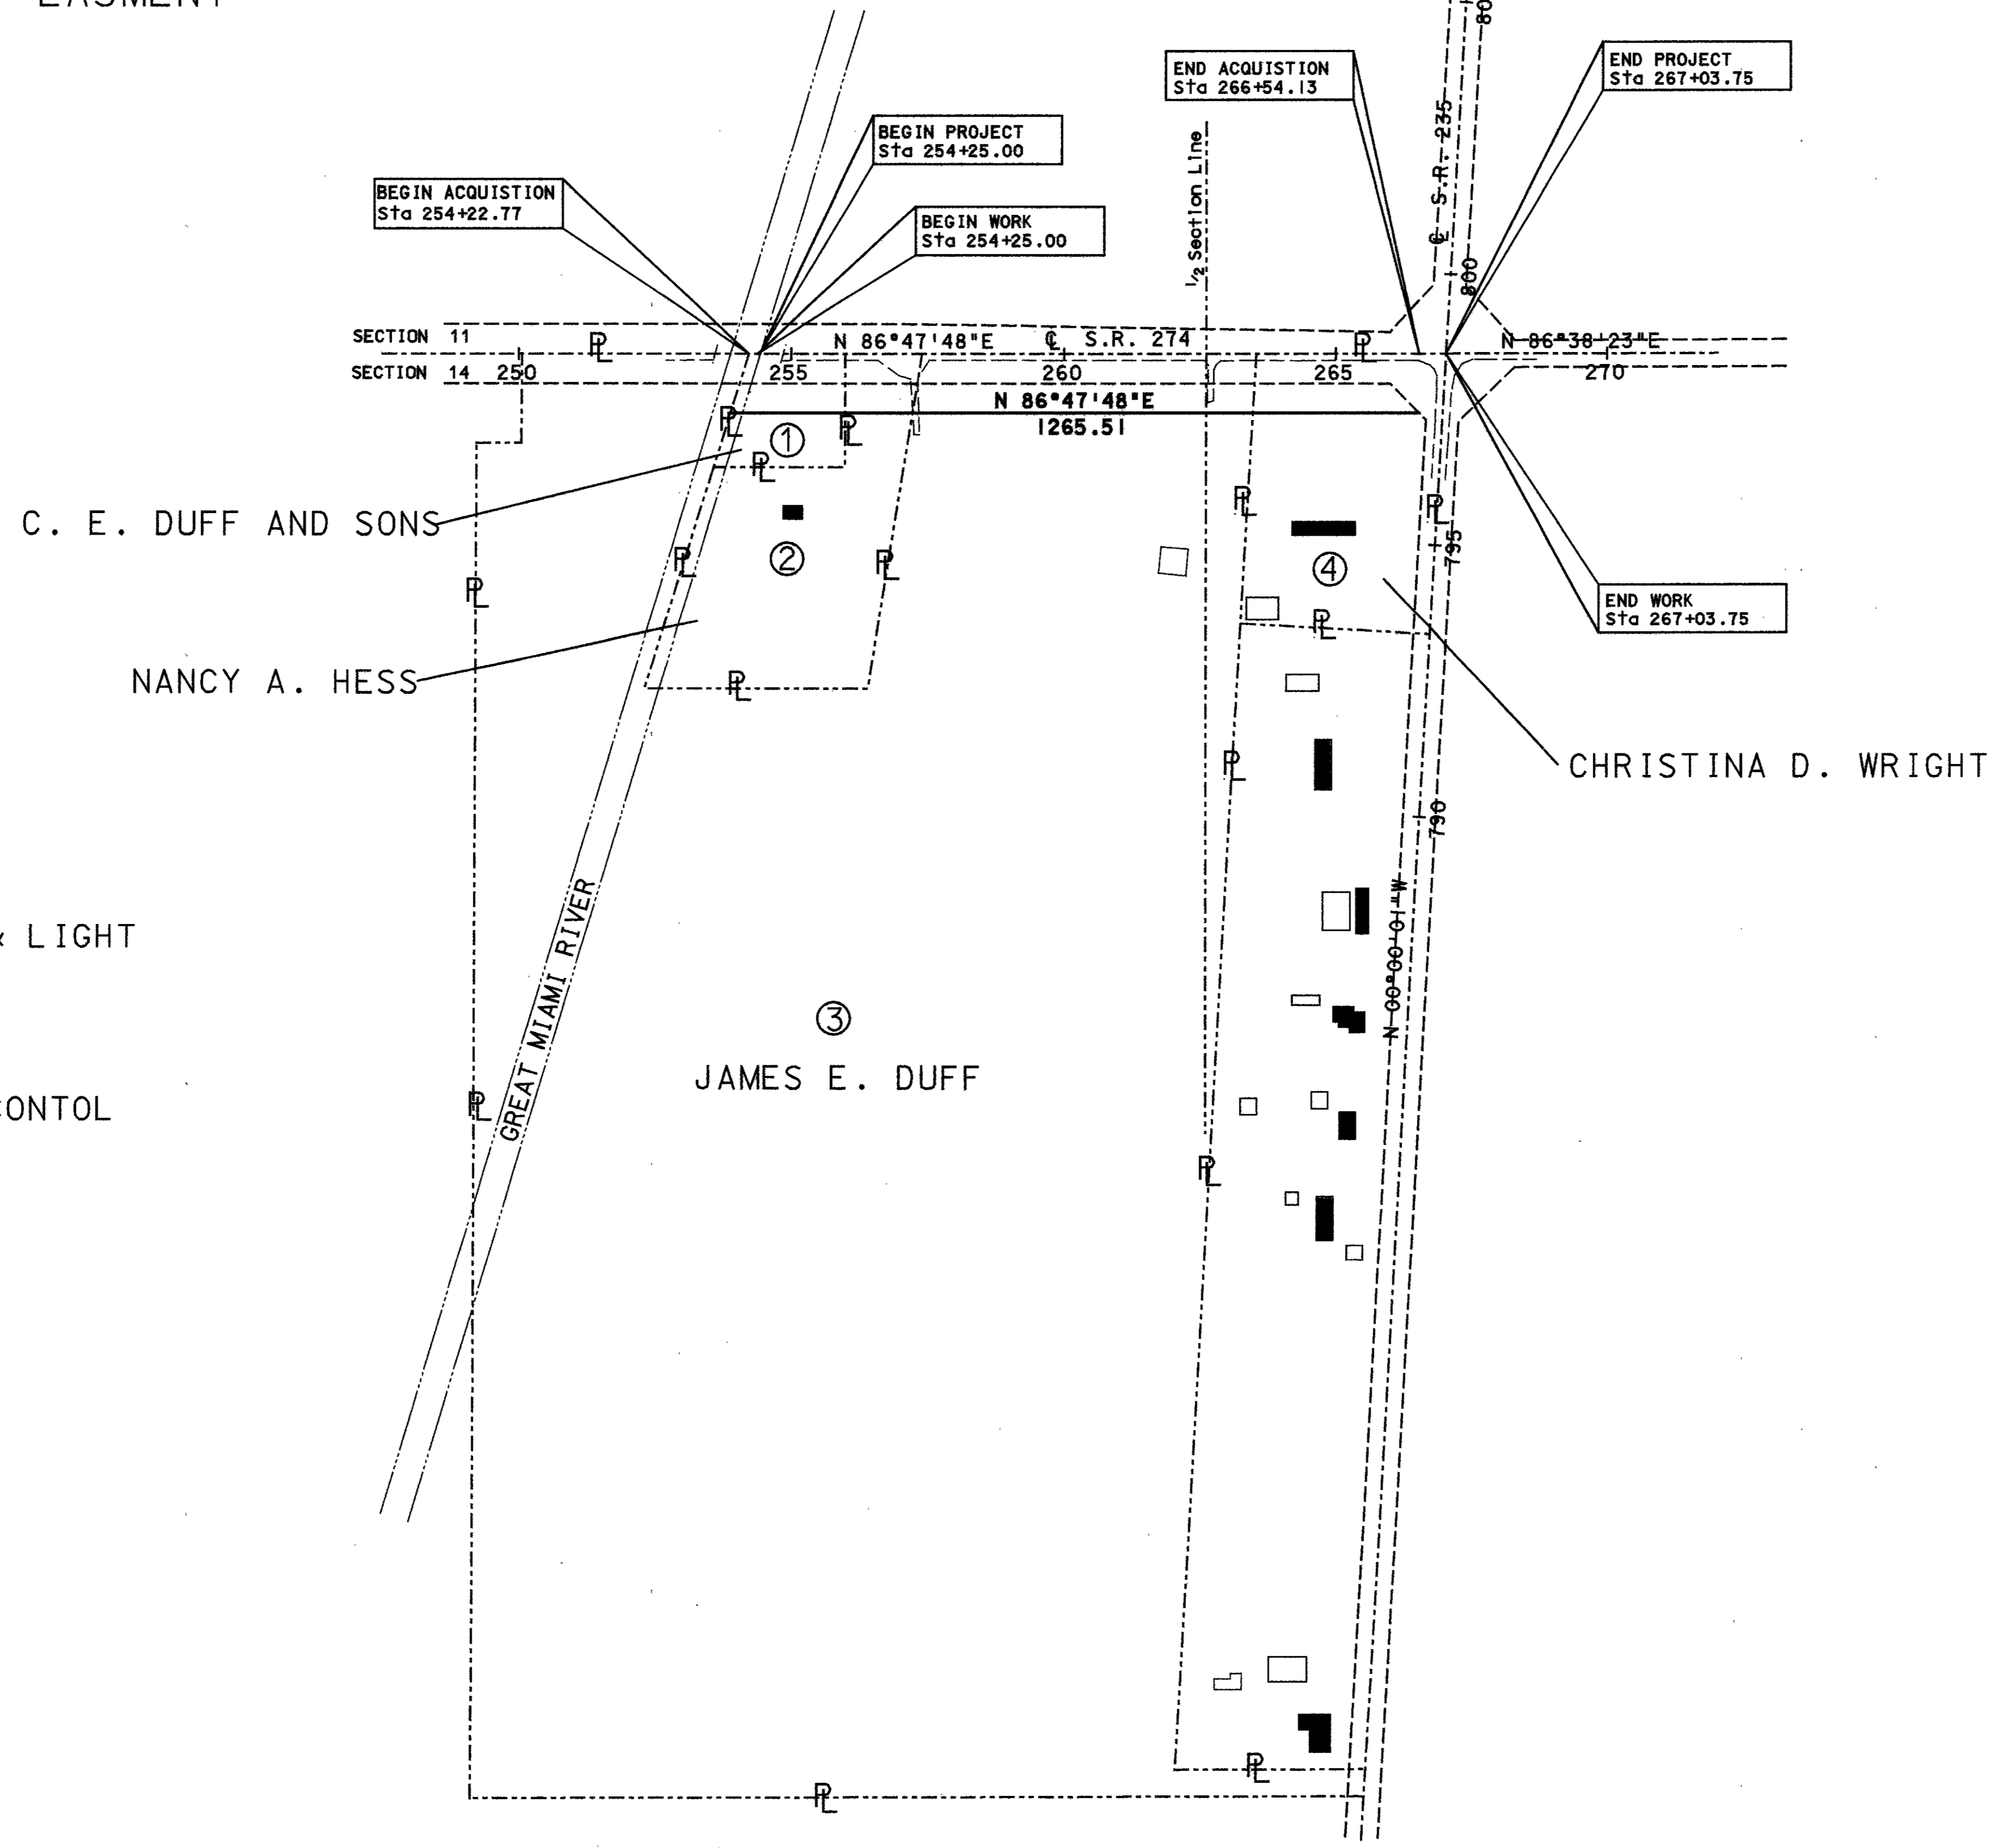 EASMENT
END ACQUISTION
Sta 266+54.13
END PROJECT
Sta 267+03.75
BEGIN PROJECT
Sta 254+25.00
BEGIN ACQUISTION
Sta 254+22.77
BEGIN WORK
Sta 254+25.00
1/2 Section Line
℄ S.R. 235
80
800
SECTION 11
PL
N 86°47'48"E
℄ S.R. 274
PL
N 86°38'23"E
SECTION 14
250
255
260
265
270
N 86°47'48"E
1265.51
PL
1
PL
PL
C. E. DUFF AND SONS
PL
PL
795
2
PL
PL
4
PL
END WORK
Sta 267+03.75
PL
NANCY A. HESS
PL
PL
CHRISTINA D. WRIGHT
790
LIGHT
GREAT MIAMI RIVER
N 00°00'01"W
3
JAMES E. DUFF
ONTOL
PL
PL
PL
PL